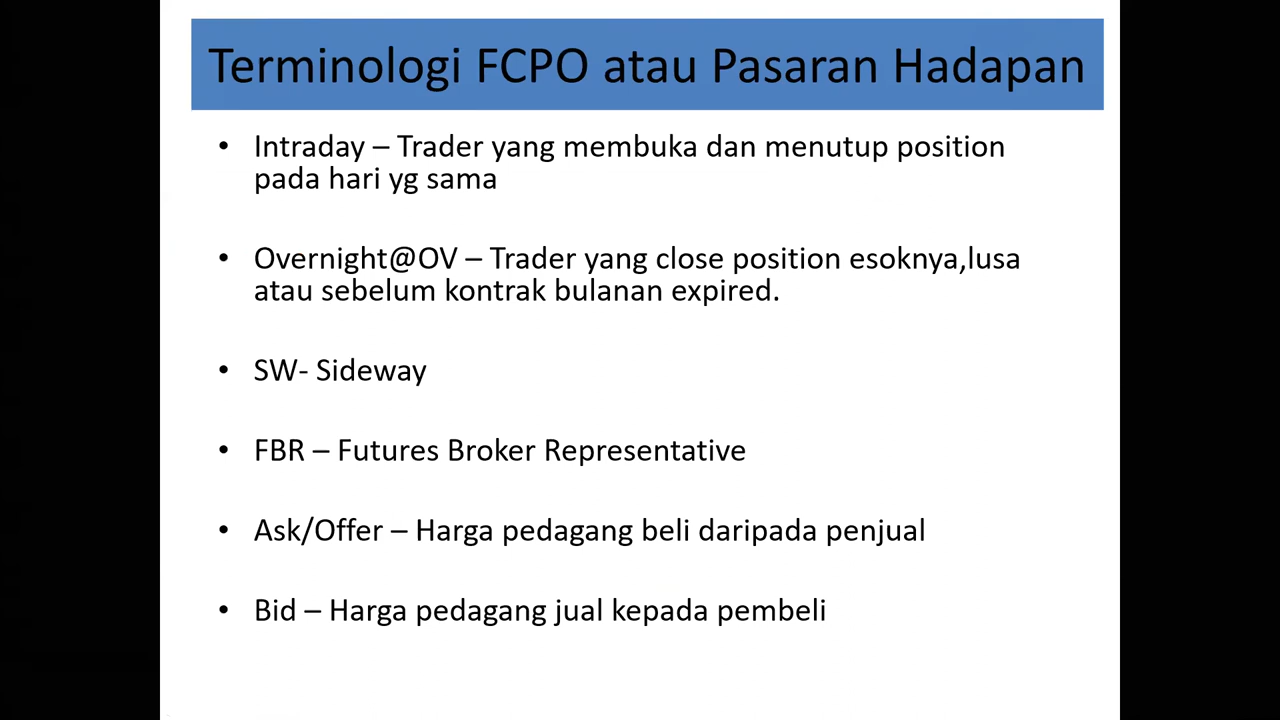 Terminologi FCPO atau Pasaran Hadapan
• Intraday – Trader yang membuka dan menutup position
pada hari yg sama
• Overnight@OV – Trader yang close position esoknya,lusa
atau sebelum kontrak bulanan expired.
• SW- Sideway
• FBR – Futures Broker Representative
• Ask/Offer – Harga pedagang beli daripada penjual
• Bid – Harga pedagang jual kepada pembeli